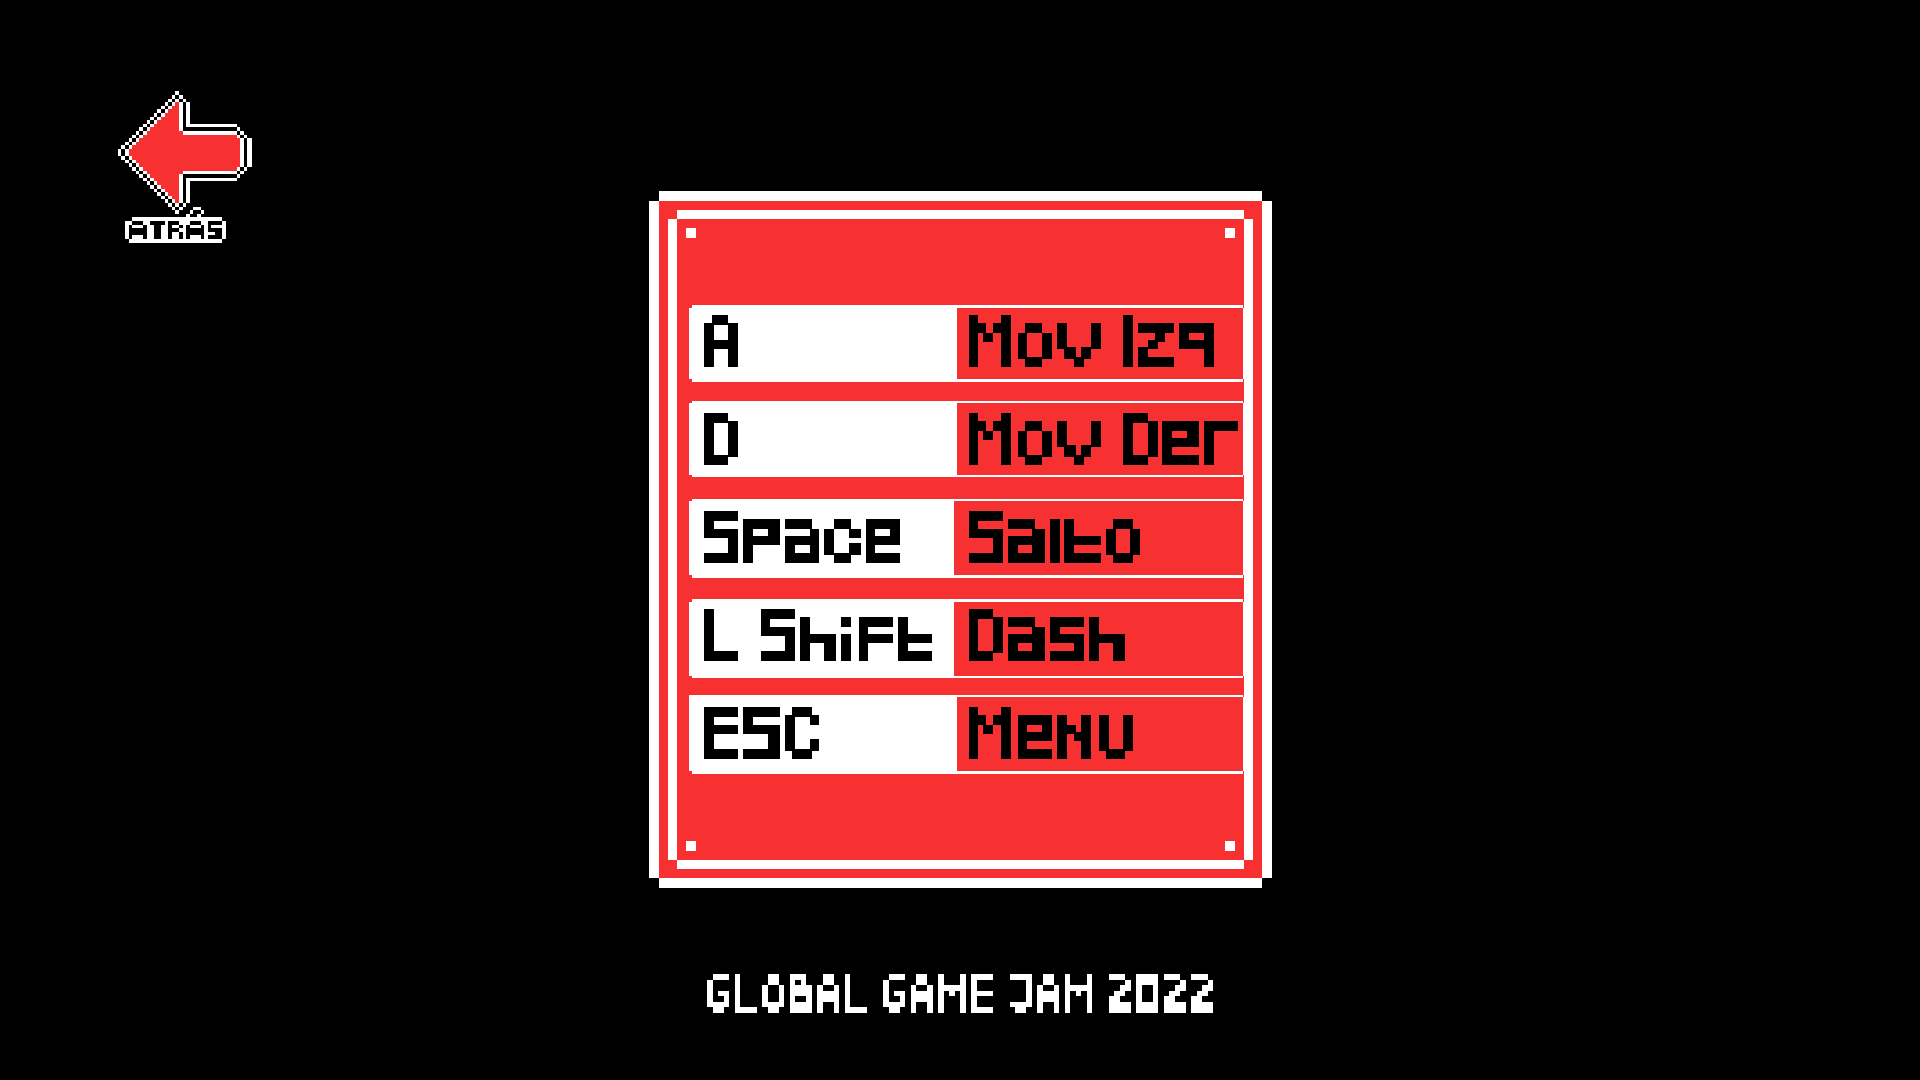 ATRÁS
A Mov Izq
D Mov Der
Space Salto
L Shift Dash
ESC Menu
GLOBAL GAME JAM 2022